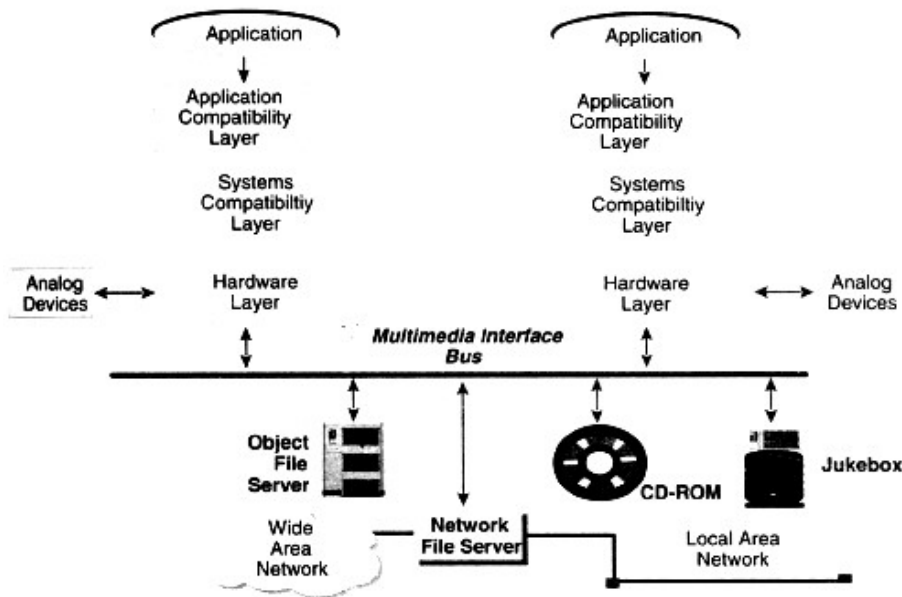 Application
Application
Compatibility
Layer
Systems
Compatibiltiy
Layer
Analog
Devices
Hardware
Layer
Application
Application
Compatibility
Layer
Systems
Compatibiltiy
Layer
Hardware
Layer
Analog
Devices
Multimedia Interface
Bus
Object
File
Server
CD-ROM
Jukebox
Wide
Area
Network
Network
File Server
Local Area
Network